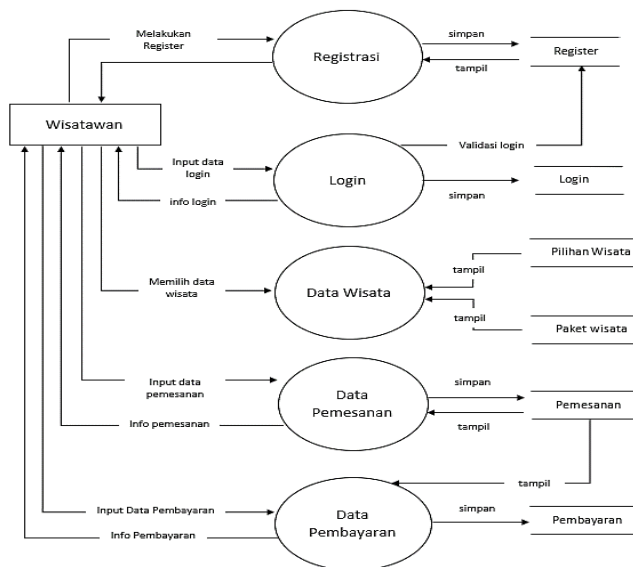 Melakukan
Register
Registrasi
simpan
Register
tampil
Wisatawan
Input data
login
info login
Login
Validasi login
Login
simpan
Memilih data
wisata
Data Wisata
tampil
Pilihan Wisata
tampil
Paket wisata
Input data
pemesanan
Info pemesanan
Data
Pemesanan
simpan
Pemesanan
tampil
tampil
Input Data Pembayaran
Info Pembayaran
Data
Pembayaran
simpan
Pembayaran